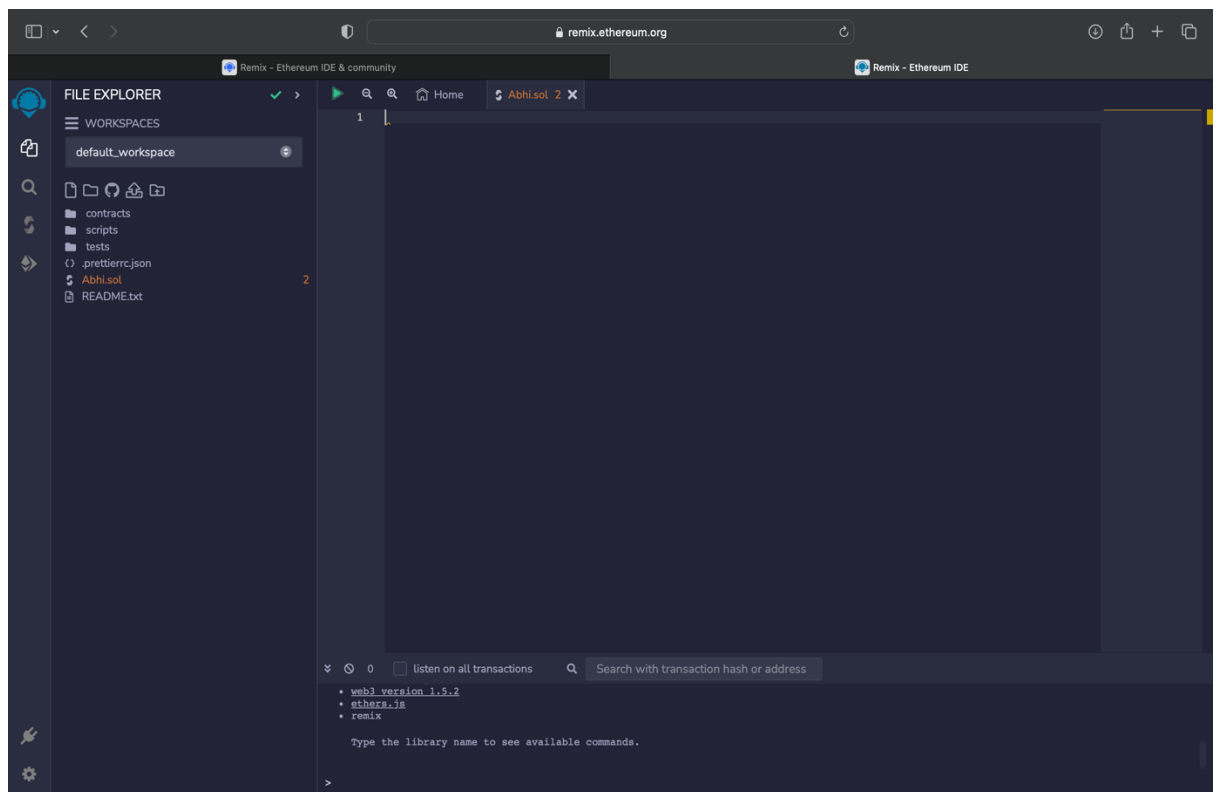 remix.ethereum.org
Remix - Ethereum IDE & community
Remix - Ethereum IDE
FILE EXPLORER
WORKSPACES
default_workspace
contracts
scripts
tests
.prettierrc.json
Abhi.sol 2
README.txt
Home
Abhi.sol 2
1
0 listen on all transactions Search with transaction hash or address
• web3 version 1.5.2
• ethers.js
• remix
Type the library name to see available commands.
>